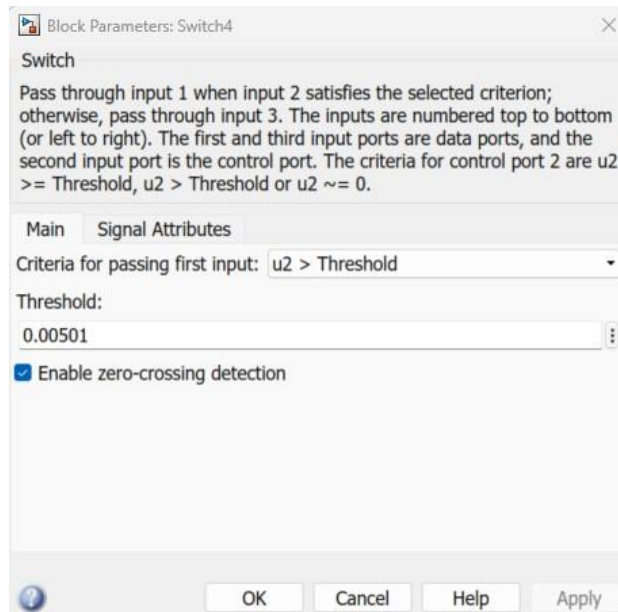 Block Parameters: Switch4
Switch
Pass through input 1 when input 2 satisfies the selected criterion;
otherwise, pass through input 3. The inputs are numbered top to bottom
(or left to right). The first and third input ports are data ports, and the
second input port is the control port. The criteria for control port 2 are u2
>= Threshold, u2 > Threshold or u2 ~= 0.
Main Signal Attributes
Criteria for passing first input: u2 > Threshold
Threshold:
0.00501
Enable zero-crossing detection
OK Cancel Help Apply